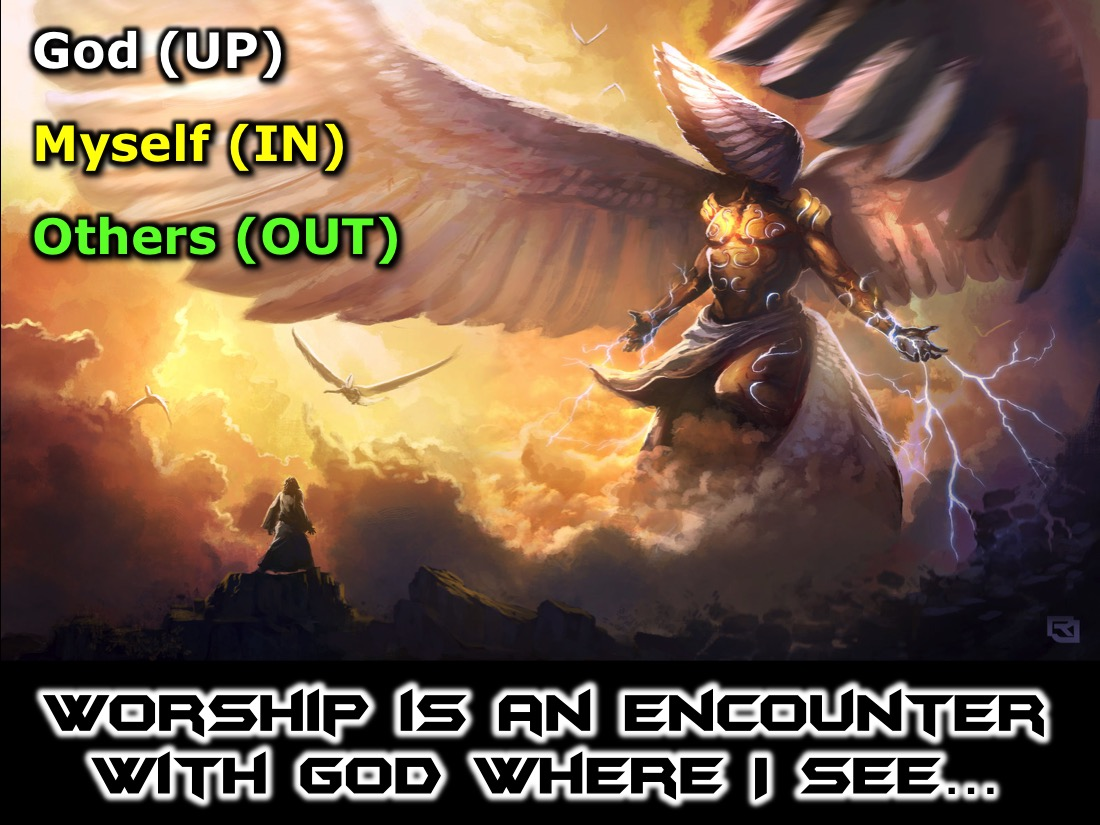 God (UP)
Myself (IN)
Others (OUT)
WORSHIP IS AN ENCOUNTER
WITH GOD WHERE I SEE...